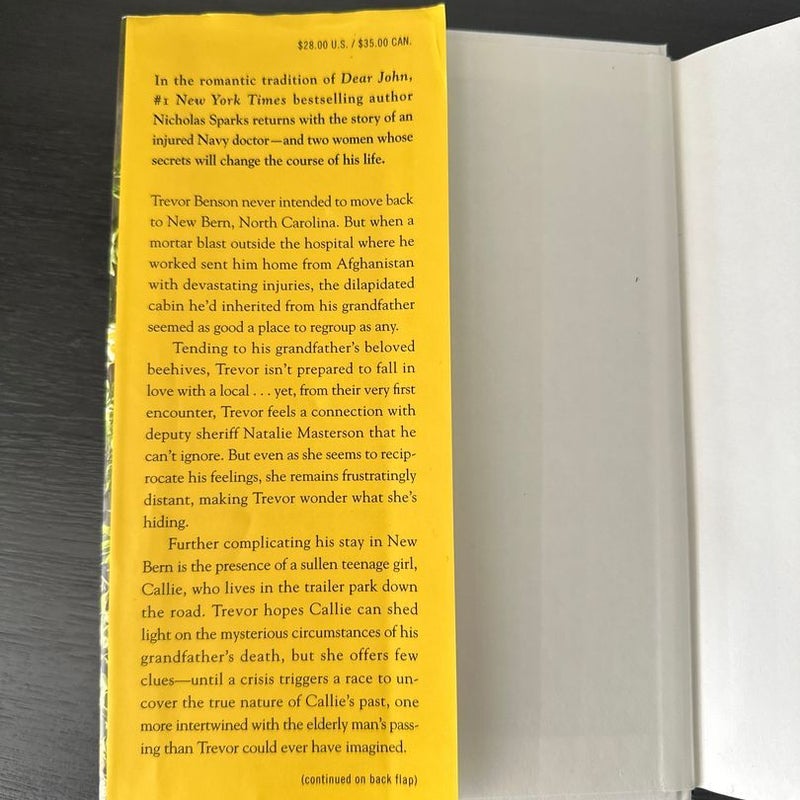 $28.00 U.S. / $35.00 CAN.
In the romantic tradition of Dear John,
#1 New York Times bestselling author
Nicholas Sparks returns with the story of an
injured Navy doctor—and two women whose
secrets will change the course of his life.
Trevor Benson never intended to move back
to New Bern, North Carolina. But when a
mortar blast outside the hospital where he
worked sent him home from Afghanistan
with devastating injuries, the dilapidated
cabin he'd inherited from his grandfather
seemed as good a place to regroup as any.
Tending to his grandfather's beloved
beehives, Trevor isn't prepared to fall in
love with a local . . . yet, from their very first
encounter, Trevor feels a connection with
deputy sheriff Natalie Masterson that he
can't ignore. But even as she seems to recip-
rocate his feelings, she remains frustratingly
distant, making Trevor wonder what she's
hiding.
Further complicating his stay in New
Bern is the presence of a sullen teenage girl,
Callie, who lives in the trailer park down
the road. Trevor hopes Callie can shed
light on the mysterious circumstances of his
grandfather's death, but she offers few
clues—until a crisis triggers a race to un-
cover the true nature of Callie's past, one
more intertwined with the elderly man's pass-
ing than Trevor could ever have imagined.
(continued on back flap)